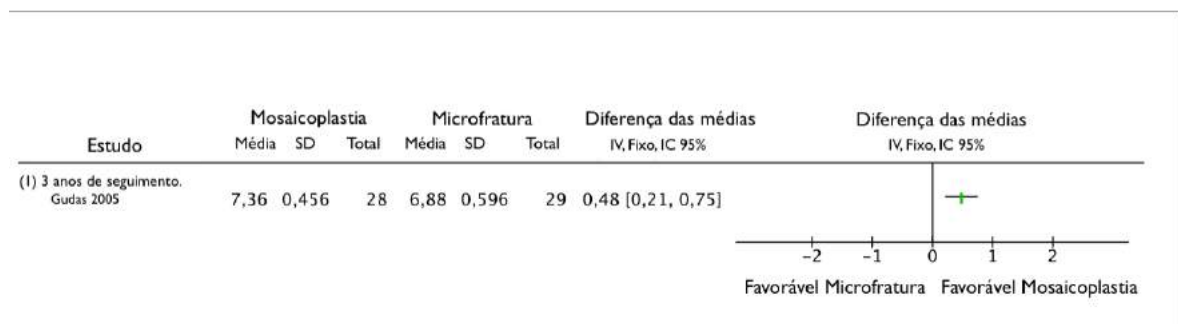 Mosaicoplastia Microfratura Diferença das médias Diferença das médias
Estudo Média SD Total Média SD Total IV, Fixo, IC 95% IV, Fixo, IC 95%
(1) 3 anos de seguimento.
Gudas 2005
7,36 0,456 28 6,88 0,596 29 0,48 [0,21, 0,75]
-2 -1 0 1 2
Favorável Microfratura Favorável Mosaicoplastia